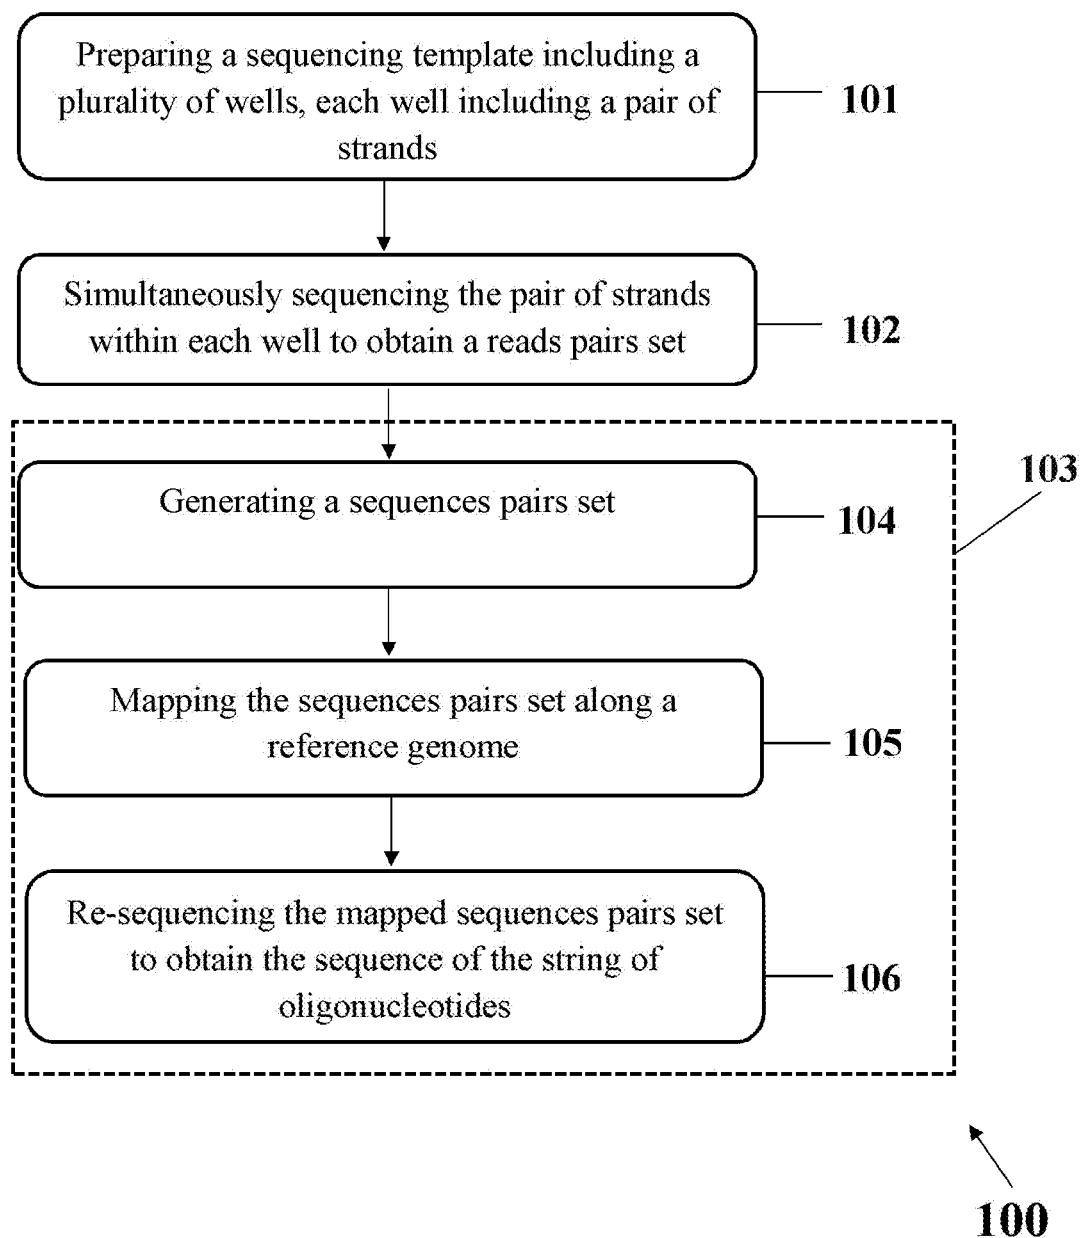 Preparing a sequencing template including a
plurality of wells, each well including a pair of
strands
101
Simultaneously sequencing the pair of strands
within each well to obtain a reads pairs set
102
103
Generating a sequences pairs set
104
Mapping the sequences pairs set along a
reference genome
105
Re-sequencing the mapped sequences pairs set
to obtain the sequence of the string of
oligonucleotides
106
100